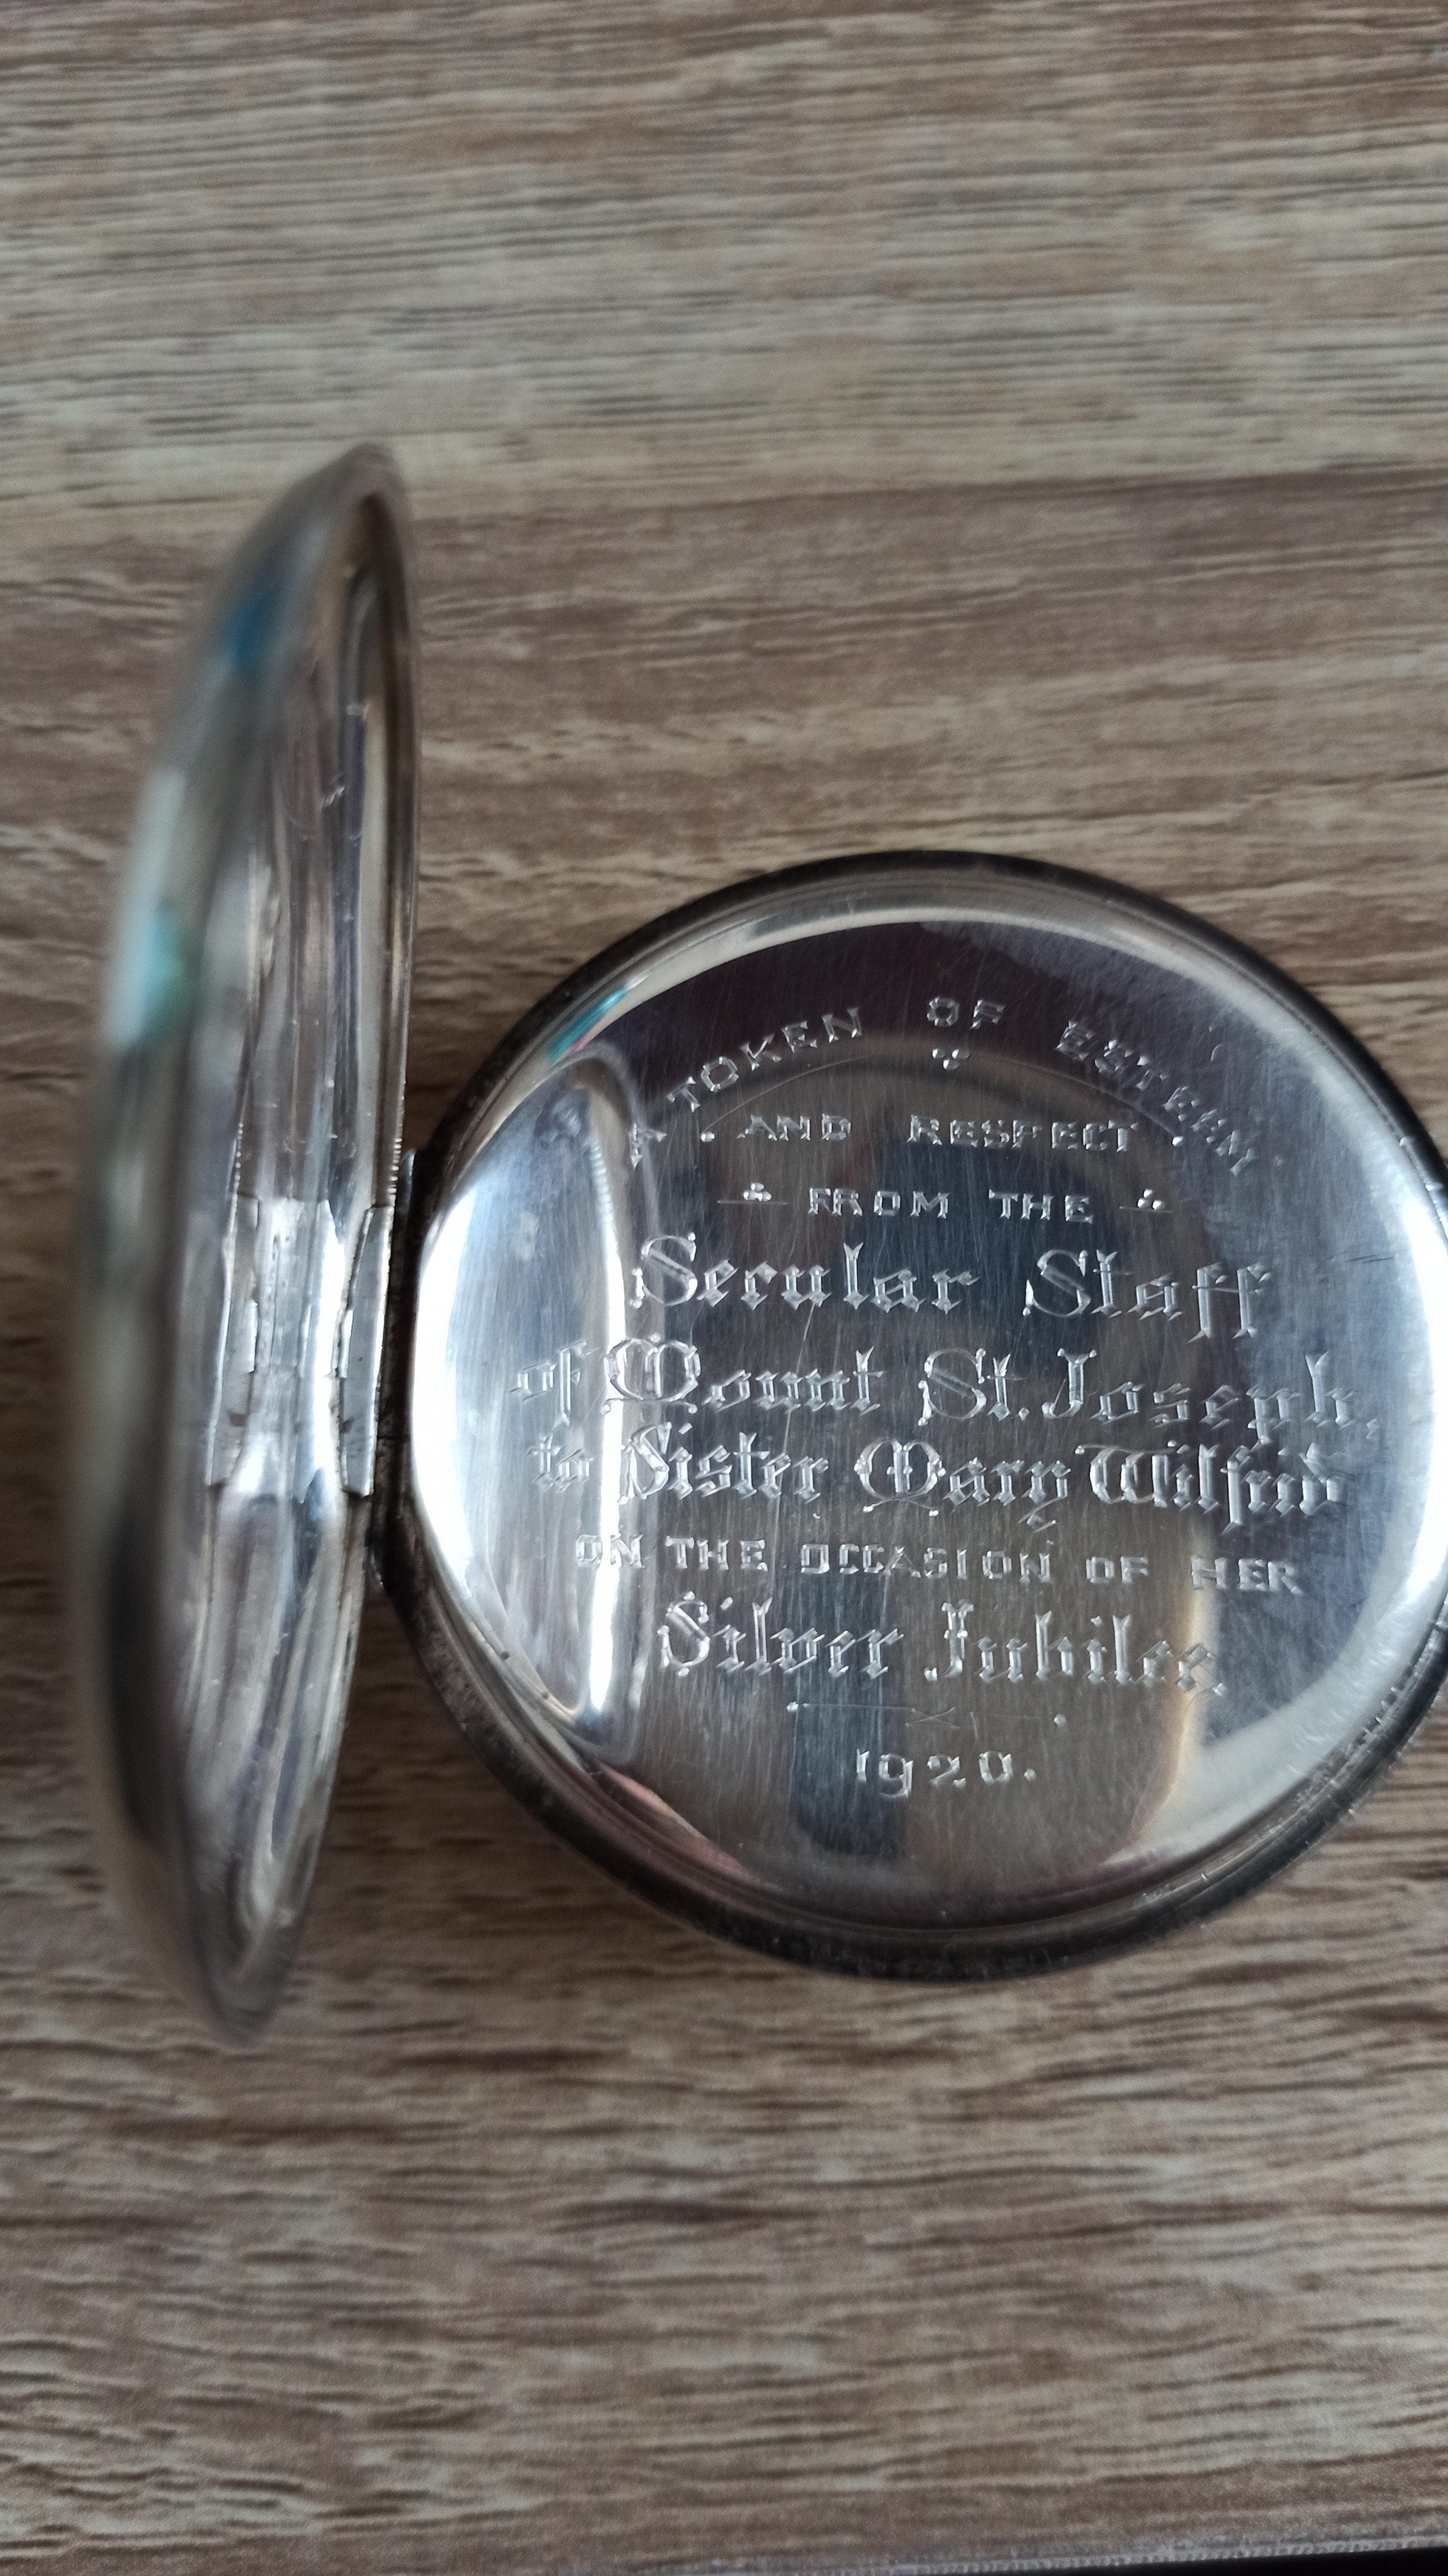 A TOKEN OF ESTEEM
AND RESPECT
FROM THE
Secular Staff
of Mount St. Joseph,
to Sister Mary Wilfrid
ON THE OCCASION OF HER
Silver Jubilee.
1920.